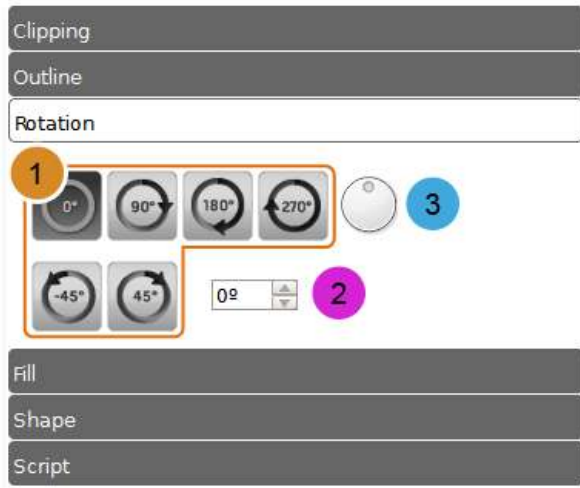 Clipping
Outline
Rotation
1
0° 90° 180° 270° 3
-45° 45° 0º 2
Fill
Shape
Script